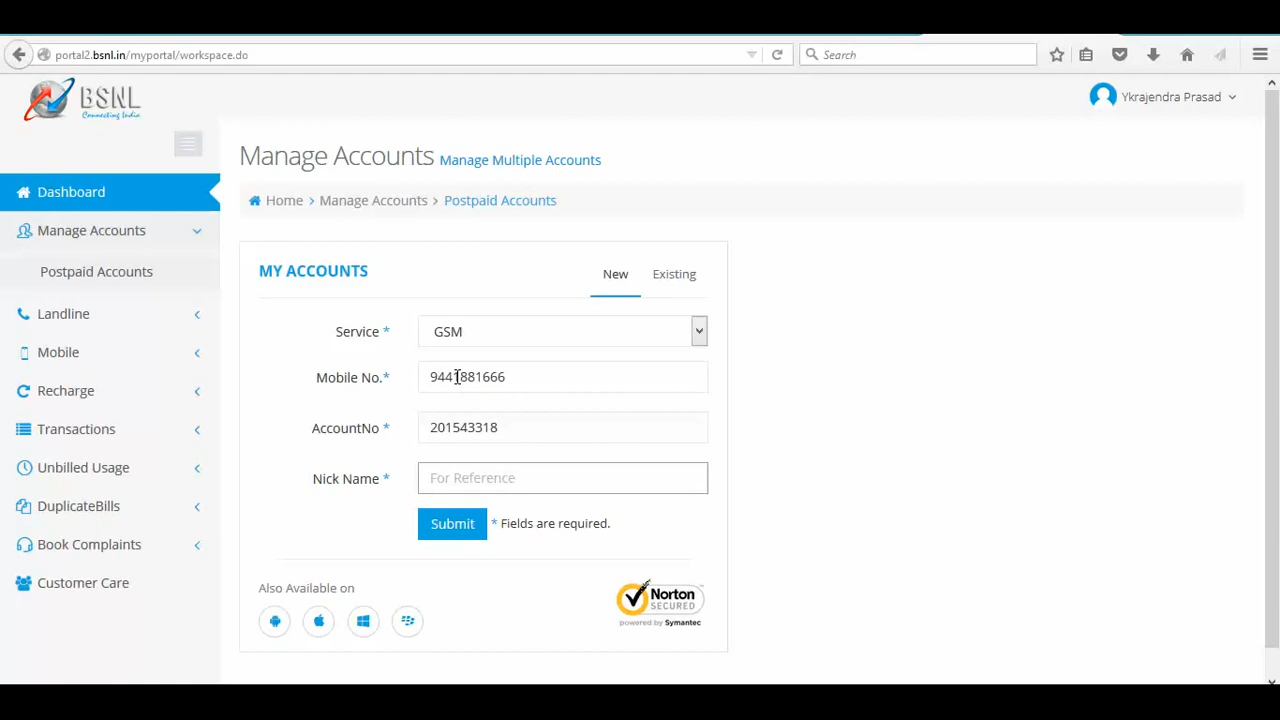 portal2.bsnl.in/myportal/workspace.do
Search
BSNL
Connecting India
Ykrajendra Prasad
Manage Accounts Manage Multiple Accounts
Home > Manage Accounts > Postpaid Accounts
Dashboard
Manage Accounts
Postpaid Accounts
Landline
Mobile
Recharge
Transactions
Unbilled Usage
DuplicateBills
Book Complaints
Customer Care
MY ACCOUNTS
New Existing
Service * GSM
Mobile No.* 9441881666
AccountNo * 201543318
Nick Name * For Reference
Submit * Fields are required.
Also Available on
Norton
SECURED
powered by Symantec